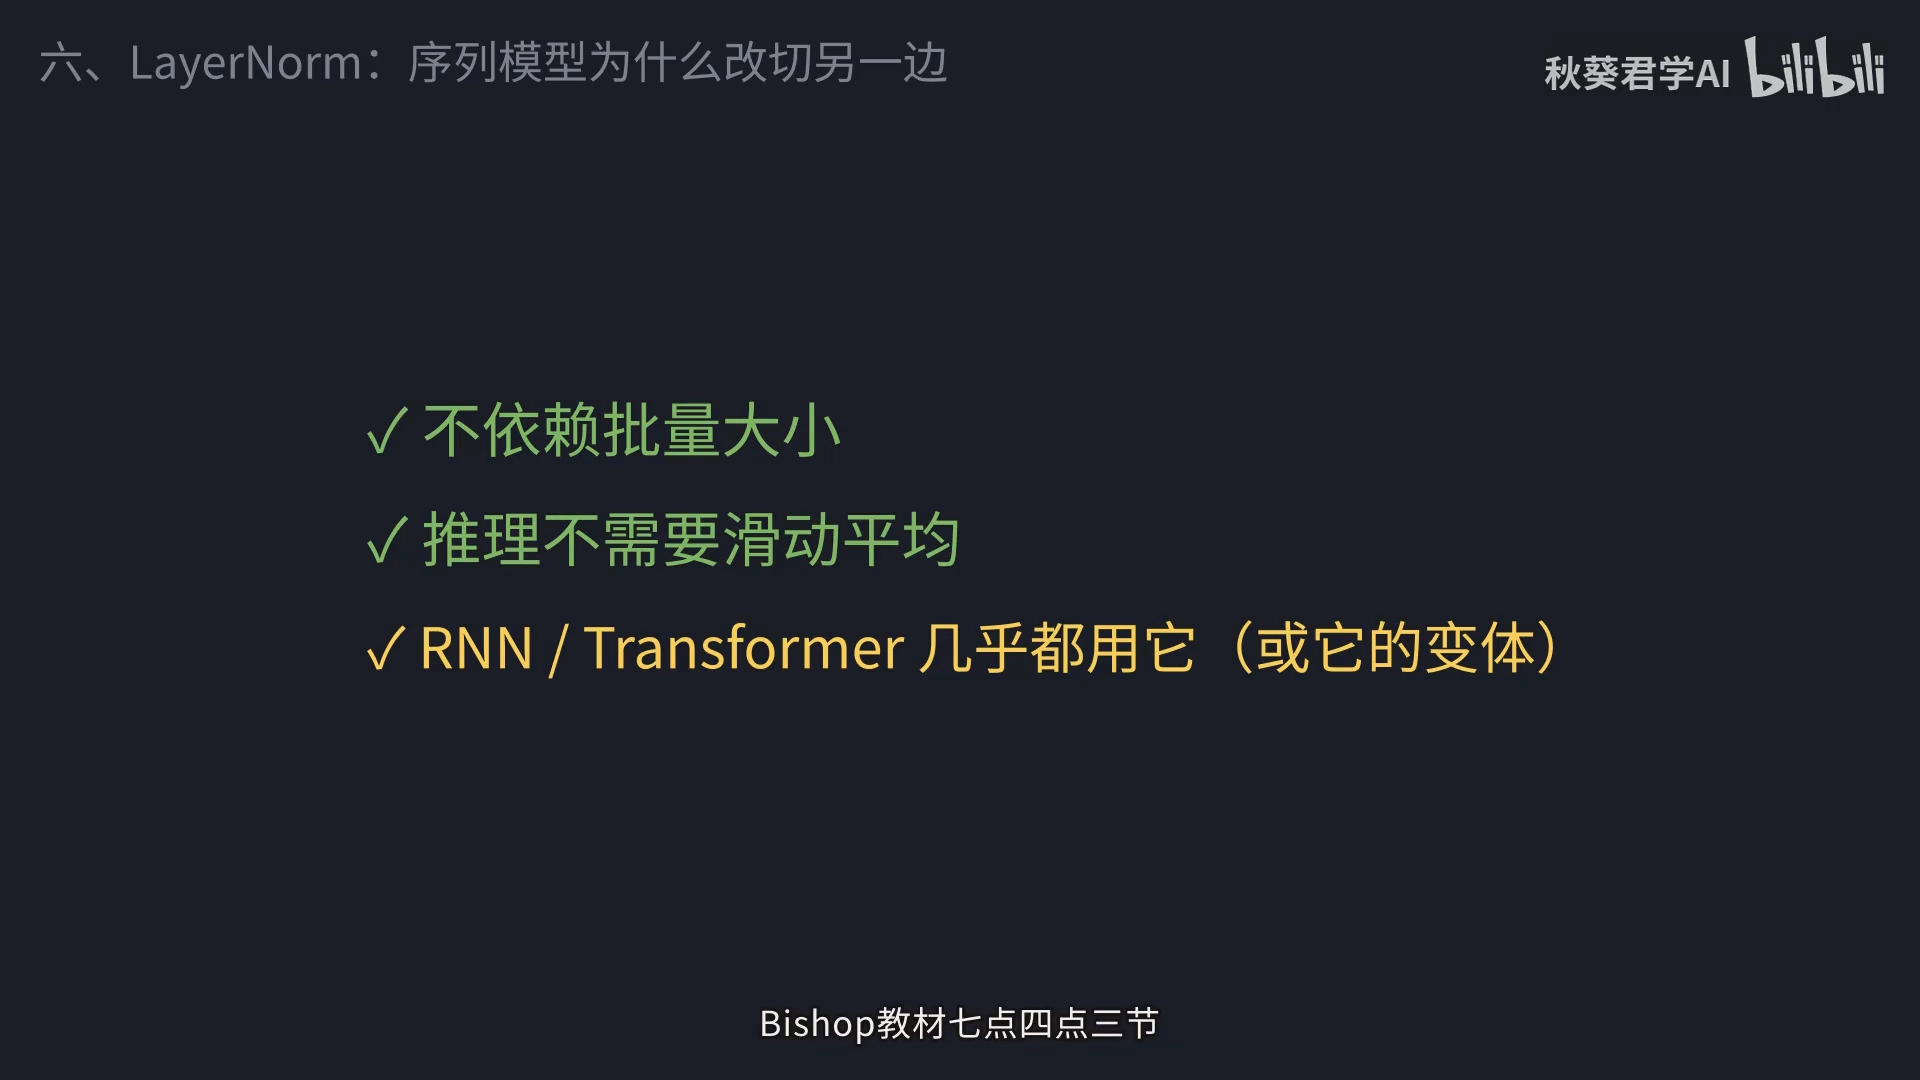 六、LayerNorm：序列模型为什么改切另一边
秋葵君学AI bilibili
✓ 不依赖批量大小
✓ 推理不需要滑动平均
✓ RNN / Transformer 几乎都用它（或它的变体）
Bishop教材七点四点三节